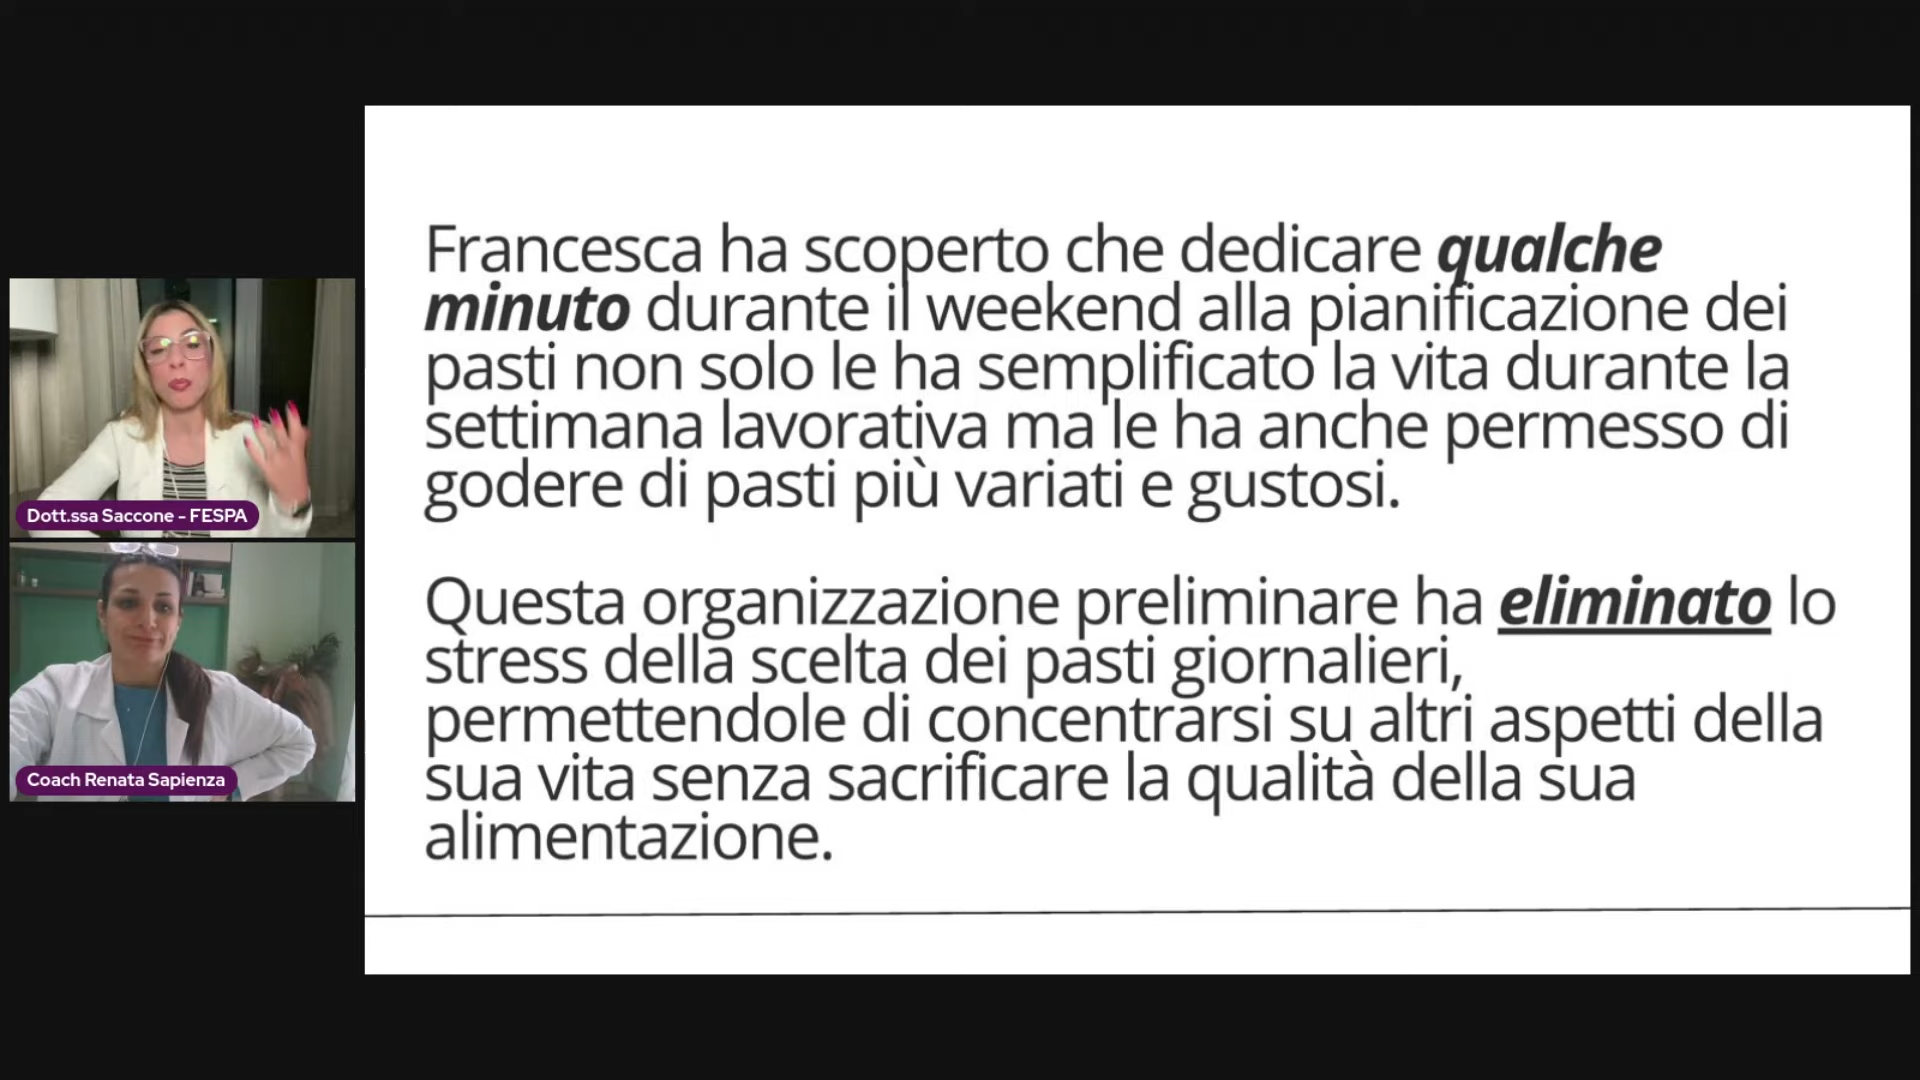 Francesca ha scoperto che dedicare qualche
minuto durante il weekend alla pianificazione dei
pasti non solo le ha semplificato la vita durante la
settimana lavorativa ma le ha anche permesso di
godere di pasti più variati e gustosi.
Questa organizzazione preliminare ha eliminato lo
stress della scelta dei pasti giornalieri,
permettendole di concentrarsi su altri aspetti della
sua vita senza sacrificare la qualità della sua
alimentazione.
Dott.ssa Saccone - FESPA
Coach Renata Sapienza